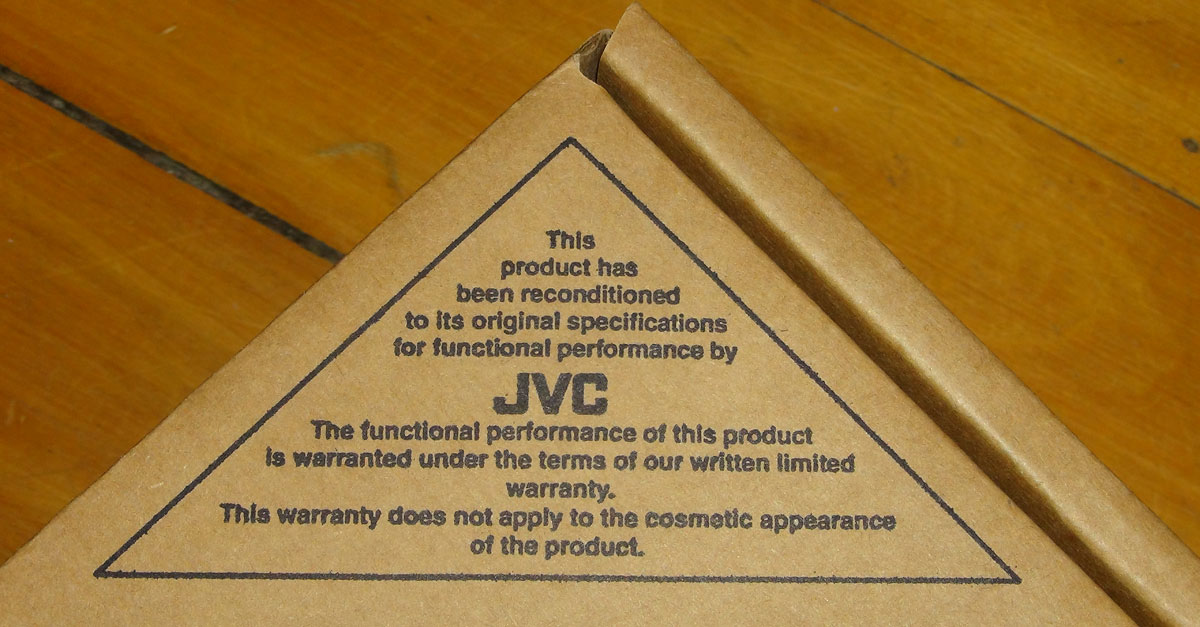 This
product has
been reconditioned
to its original specifications
for functional performance by
JVC
The functional performance of this product
is warranted under the terms of our written limited
warranty.
This warranty does not apply to the cosmetic appearance
of the product.